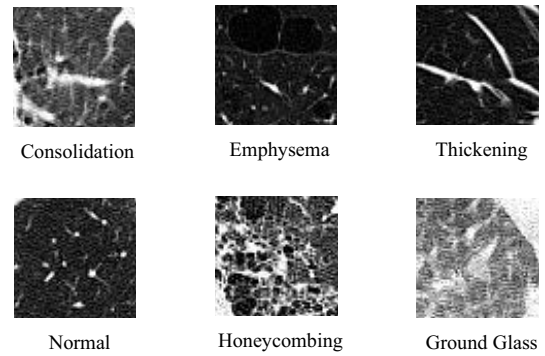 Consolidation
Emphysema
Thickening
Normal
Honeycombing
Ground Glass